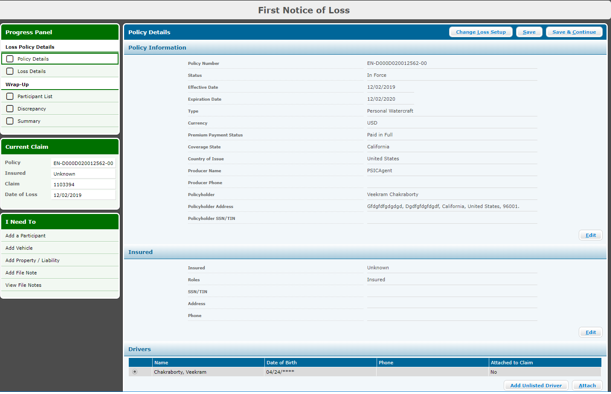 First Notice of Loss
Progress Panel
Loss Policy Details
Policy Details
Loss Details
Wrap-Up
Participant List
Discrepancy
Summary
Current Claim
Policy EN-D000D020012562-00
Insured Unknown
Claim 1103394
Date of Loss 12/02/2019
I Need To
Add a Participant
Add Vehicle
Add Property / Liability
Add File Note
View File Notes
Policy Details Change Loss Setup Save Save & Continue
Policy Information
Policy Number EN-D000D020012562-00
Status In Force
Effective Date 12/02/2019
Expiration Date 12/02/2020
Type Personal Watercraft
Currency USD
Premium Payment Status Paid in Full
Coverage State California
Country of Issue United States
Producer Name PSICAgent
Producer Phone
Policyholder Veekram Chakraborty
Policyholder Address Gfdgfdfgdgdgd, Dgdfgfdgfdgdf, California, United States, 96001.
Policyholder SSN/TIN
Edit
Insured
Insured Unknown
Roles Insured
SSN/TIN
Address
Phone
Edit
Drivers
Name Date of Birth Phone Attached to Claim
Chakraborty, Veekram 04/24/**** No
Add Unlisted Driver Attach